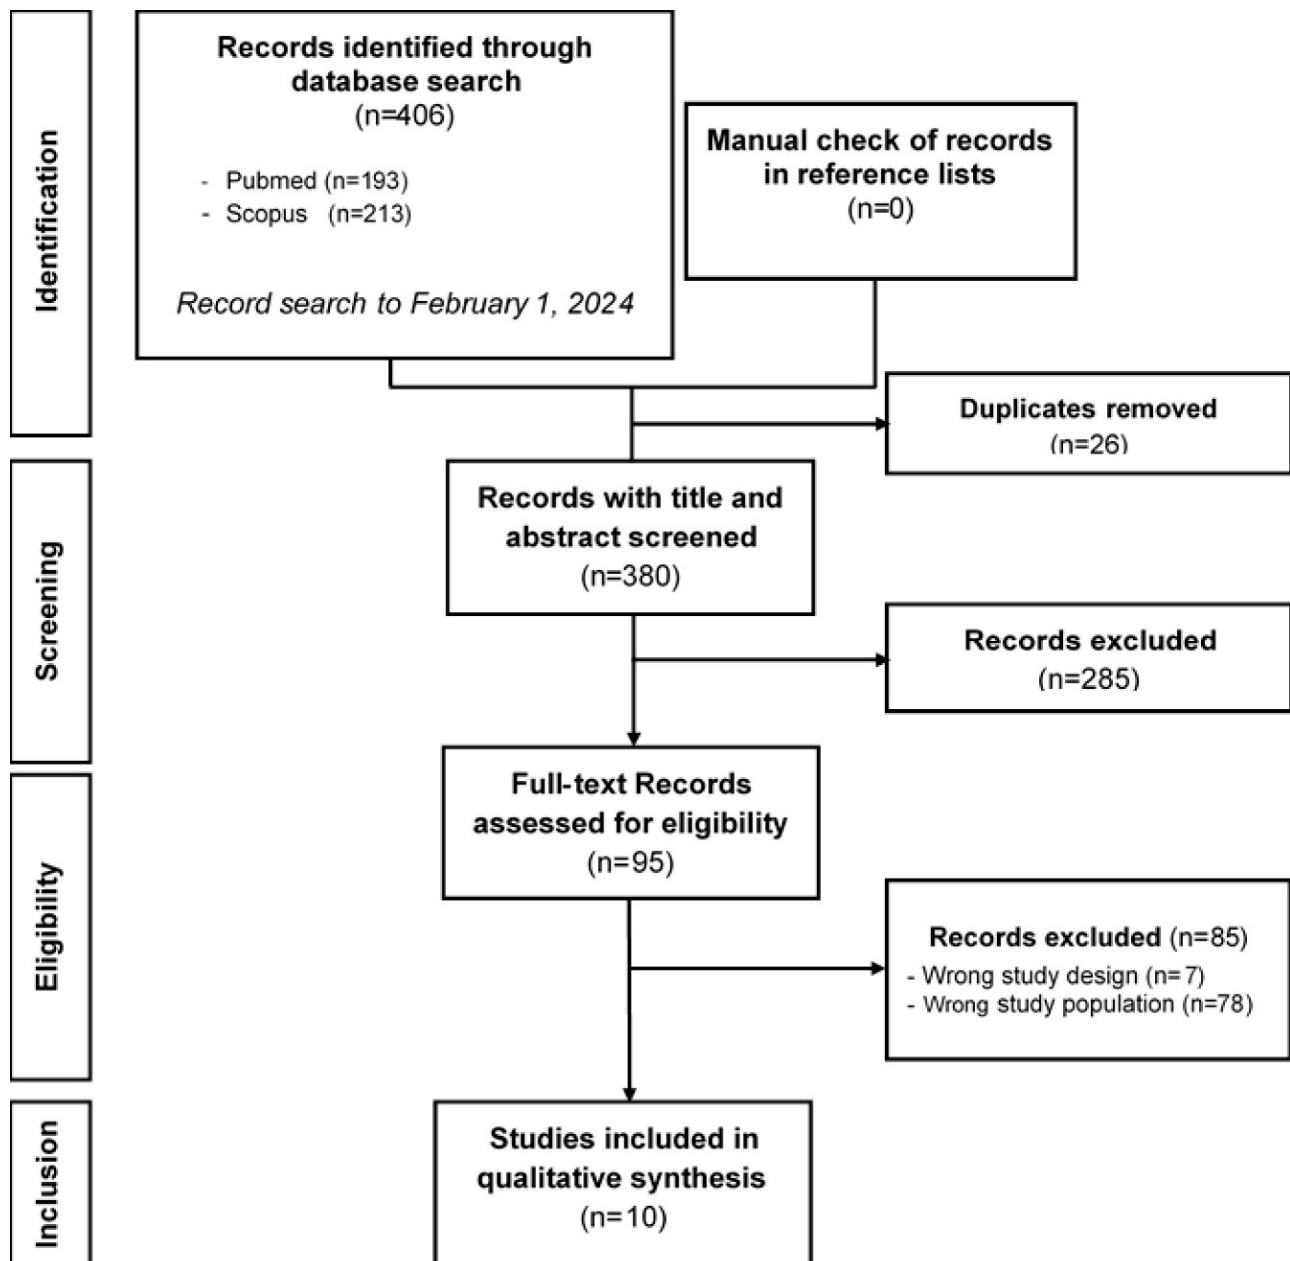 Identification
Records identified through
database search
(n=406)
- Pubmed (n=193)
- Scopus (n=213)
Record search to February 1, 2024
Manual check of records
in reference lists
(n=0)
Duplicates removed
(n=26)
Screening
Records with title and
abstract screened
(n=380)
Records excluded
(n=285)
Eligibility
Full-text Records
assessed for eligibility
(n=95)
Records excluded (n=85)
- Wrong study design (n=7)
- Wrong study population (n=78)
Inclusion
Studies included in
qualitative synthesis
(n=10)